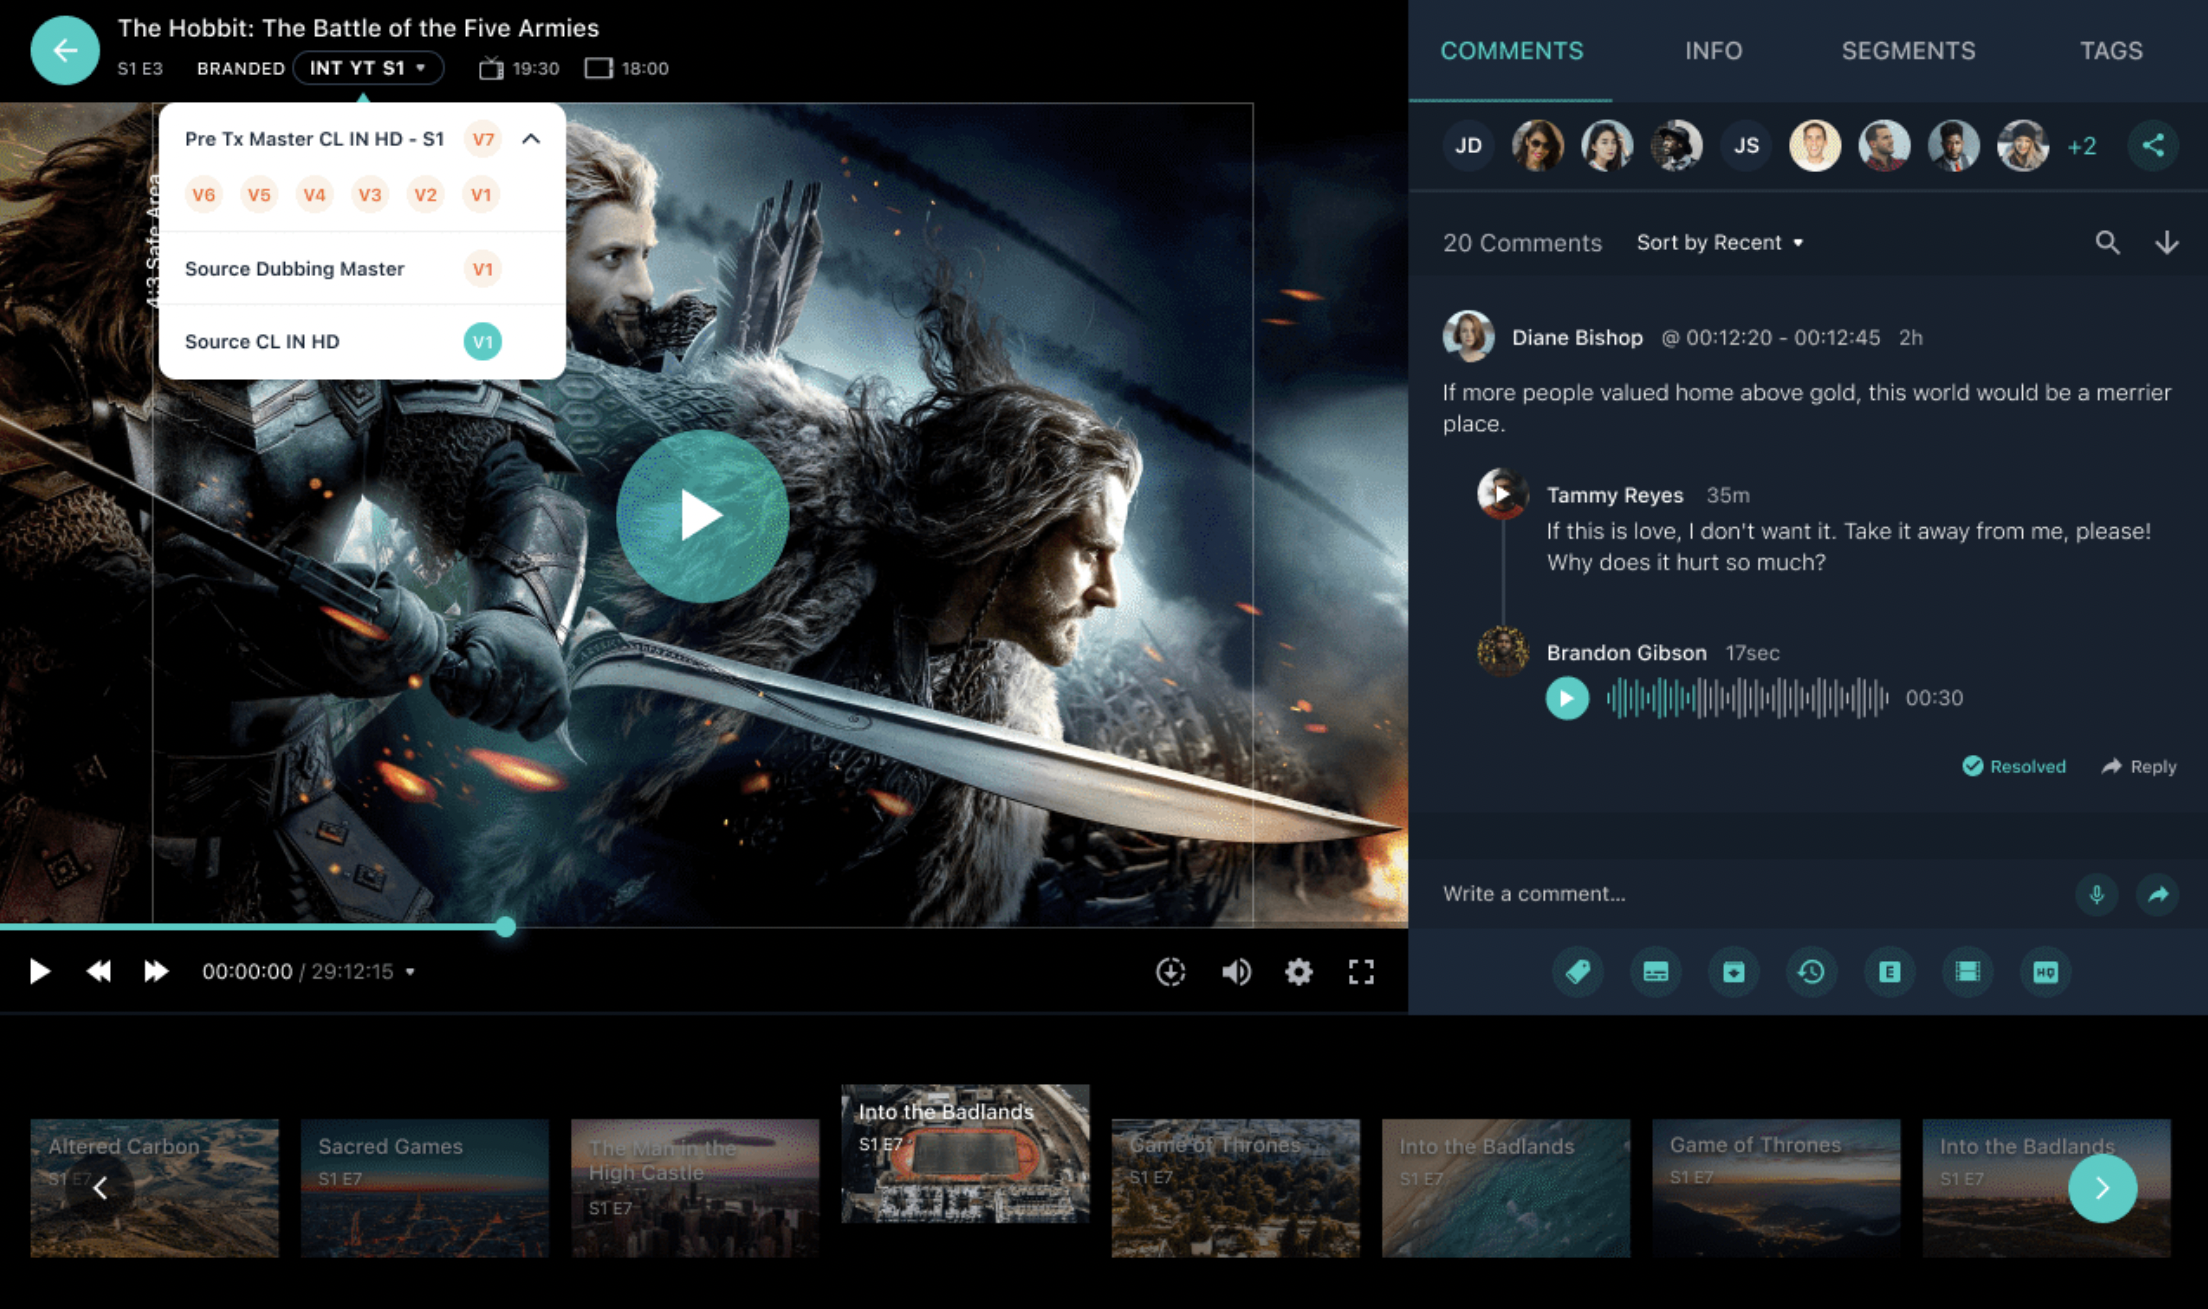 The Hobbit: The Battle of the Five Armies
S1 E3 BRANDED INT YT S1 19:30 18:00
Pre Tx Master CL IN HD - S1 V7
V6 V5 V4 V3 V2 V1
Source Dubbing Master V1
Source CL IN HD V1
4:3 Safe Area
00:00:00 / 29:12:15
COMMENTS INFO SEGMENTS TAGS
JD JS +2
20 Comments Sort by Recent
Diane Bishop @ 00:12:20 - 00:12:45 2h
If more people valued home above gold, this world would be a merrier
place.
Tammy Reyes 35m
If this is love, I don't want it. Take it away from me, please!
Why does it hurt so much?
Brandon Gibson 17sec
00:30
Resolved Reply
Write a comment...
E HQ
Altered Carbon
S1 E7
Sacred Games
S1 E7
The Man in the
High Castle
S1 E7
Into the Badlands
S1 E7
Game of Thrones
S1 E7
Into the Badlands
S1 E7
Game of Thrones
S1 E7
Into the Badlands
S1 E7